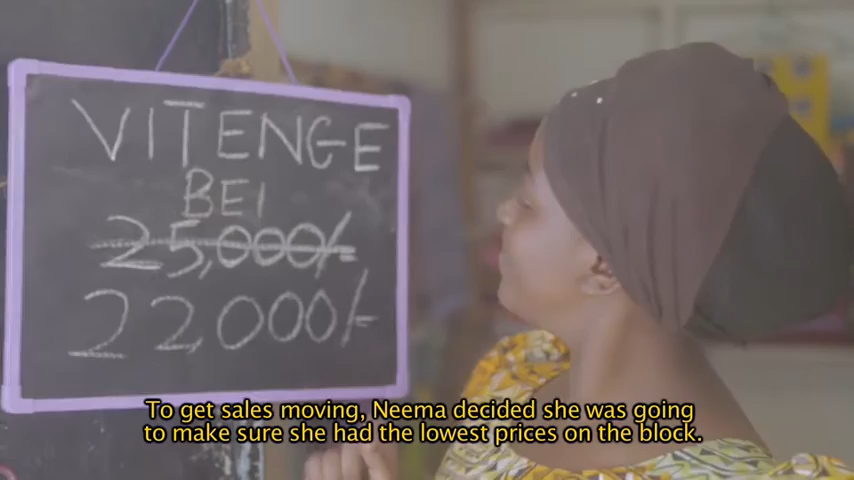 VITENGE
BEI
25,000/=
22,000/=
To get sales moving, Neema decided she was going
to make sure she had the lowest prices on the block.